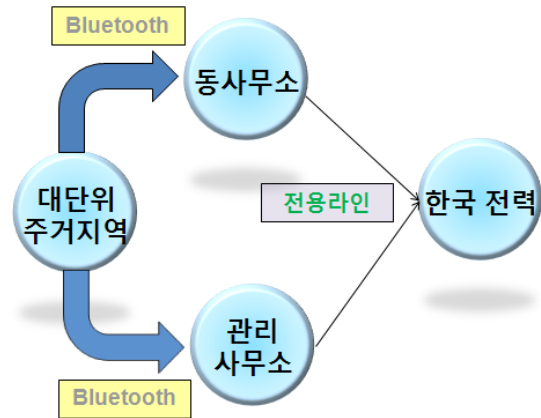 Bluetooth
동사무소
대단위
주거지역
전용라인
한국 전력
관리
사무소
Bluetooth